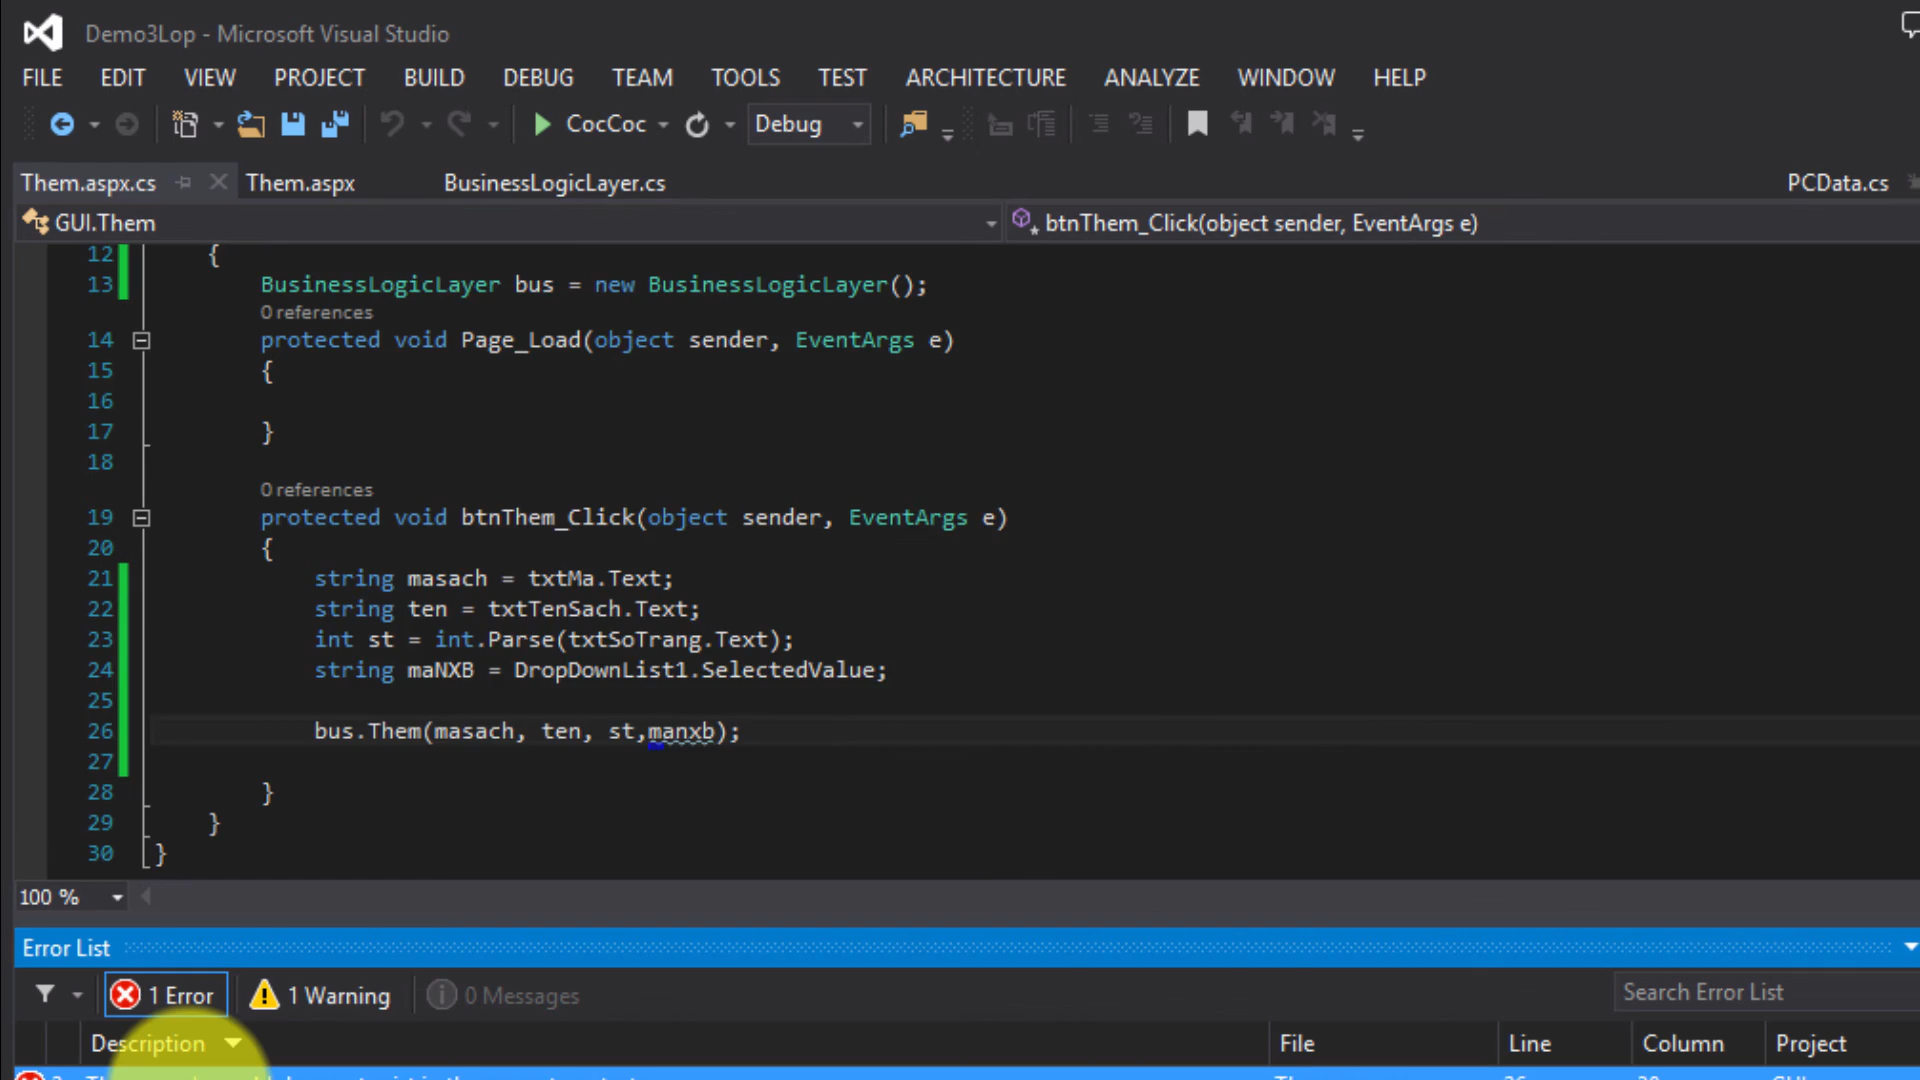 Demo3Lop - Microsoft Visual Studio
FILE EDIT VIEW PROJECT BUILD DEBUG TEAM TOOLS TEST ARCHITECTURE ANALYZE WINDOW HELP
CocCoc Debug
Them.aspx.cs Them.aspx BusinessLogicLayer.cs PCData.cs
GUI.Them btnThem_Click(object sender, EventArgs e)
12 {
13 BusinessLogicLayer bus = new BusinessLogicLayer();
0 references
14 protected void Page_Load(object sender, EventArgs e)
15 {
16
17 }
18
0 references
19 protected void btnThem_Click(object sender, EventArgs e)
20 {
21 string masach = txtMa.Text;
22 string ten = txtTenSach.Text;
23 int st = int.Parse(txtSoTrang.Text);
24 string maNXB = DropDownList1.SelectedValue;
25
26 bus.Them(masach, ten, st,manxb);
27
28 }
29 }
30 }
100 %
Error List
1 Error 1 Warning 0 Messages Search Error List
Description File Line Column Project